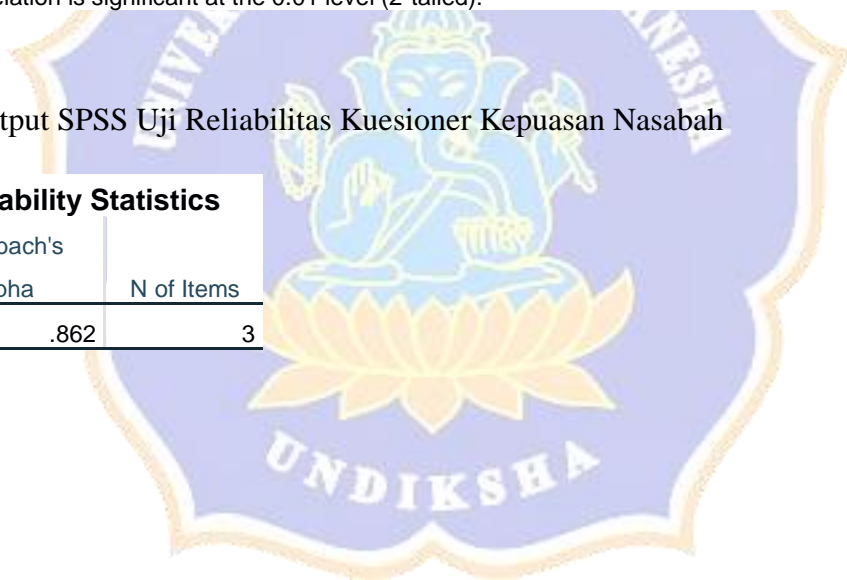 elation is significant at the 0.01 level (2-tailed).
tput SPSS Uji Reliabilitas Kuesioner Kepuasan Nasabah
ability Statistics
bach's
pha N of Items
.862 3
UNDIKSHA